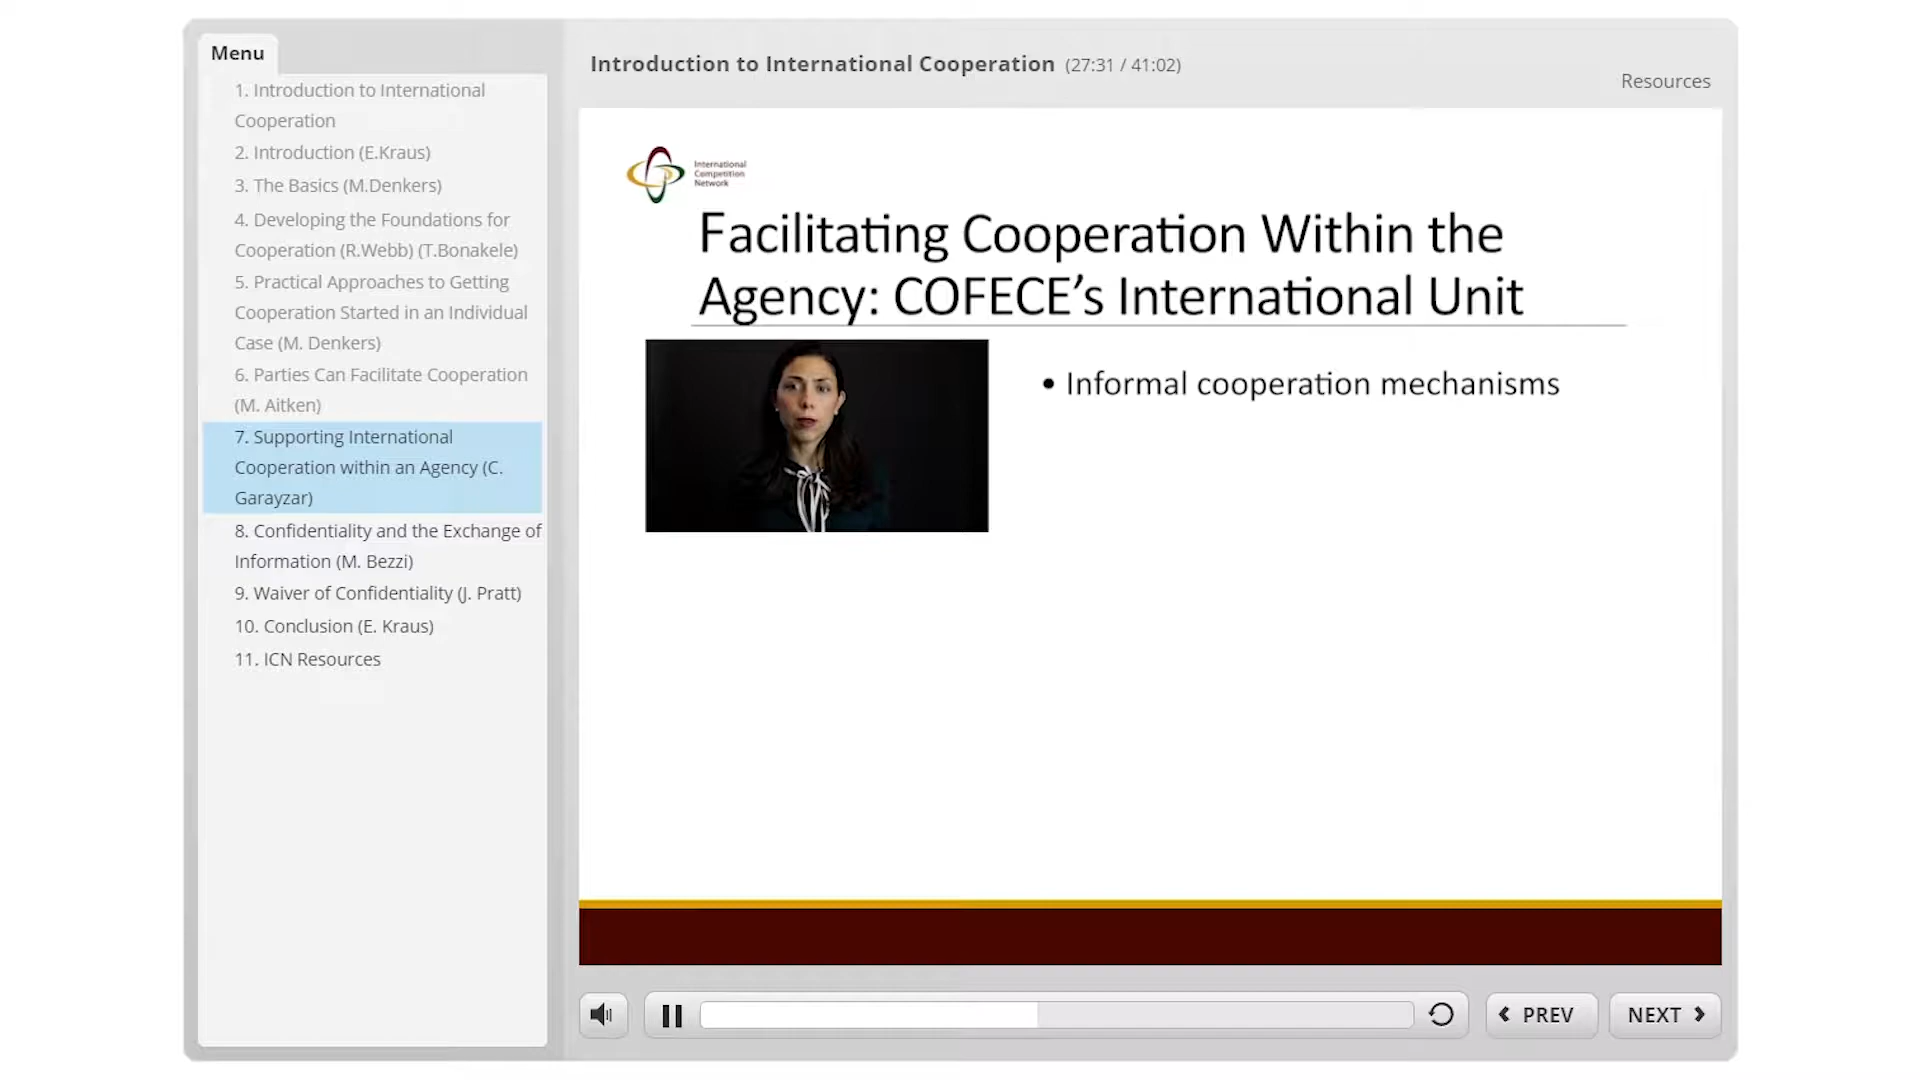 Menu
1. Introduction to International
Cooperation
2. Introduction (E.Kraus)
3. The Basics (M.Denkers)
4. Developing the Foundations for
Cooperation (R.Webb) (T.Bonakele)
5. Practical Approaches to Getting
Cooperation Started in an Individual
Case (M. Denkers)
6. Parties Can Facilitate Cooperation
(M. Aitken)
7. Supporting International
Cooperation within an Agency (C.
Garayzar)
8. Confidentiality and the Exchange of
Information (M. Bezzi)
9. Waiver of Confidentiality (J. Pratt)
10. Conclusion (E. Kraus)
11. ICN Resources
Introduction to International Cooperation (27:31 / 41:02)
Resources
International
Competition
Network
Facilitating Cooperation Within the
Agency: COFECE’s International Unit
• Informal cooperation mechanisms
PREV
NEXT